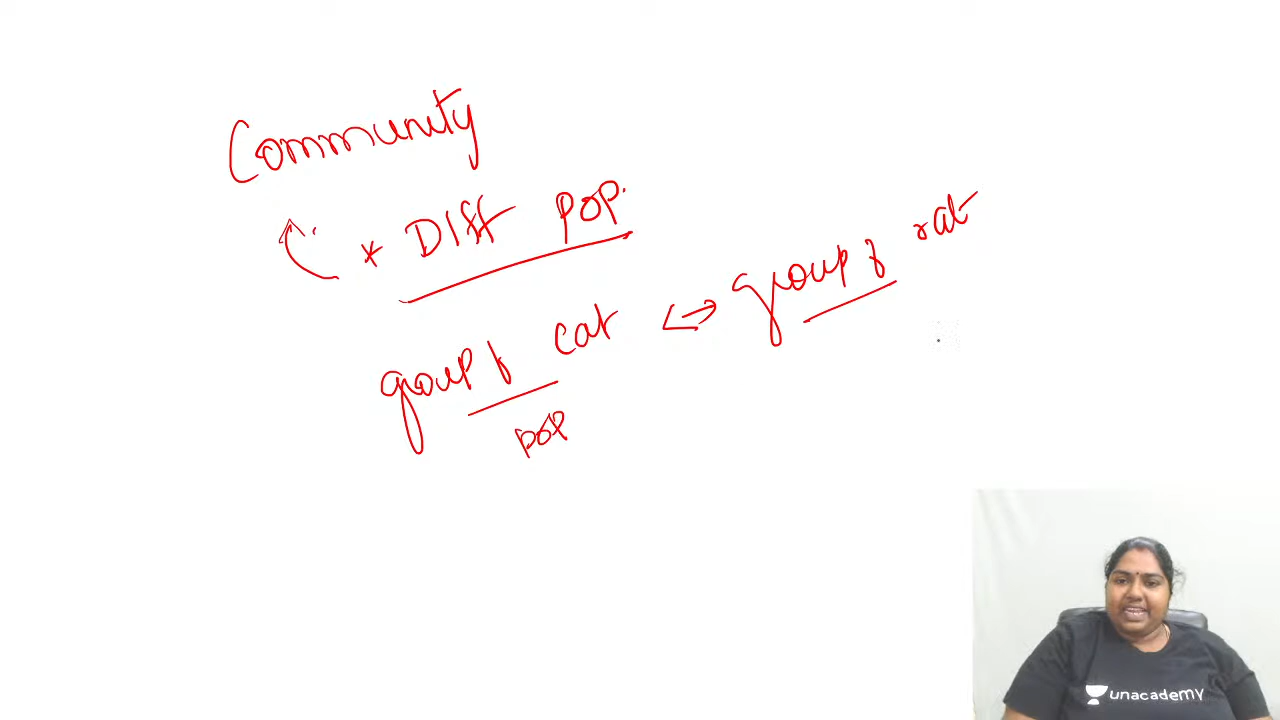 Community
* Diff pop.
group of cat <-> group of rat
pop
unacademy